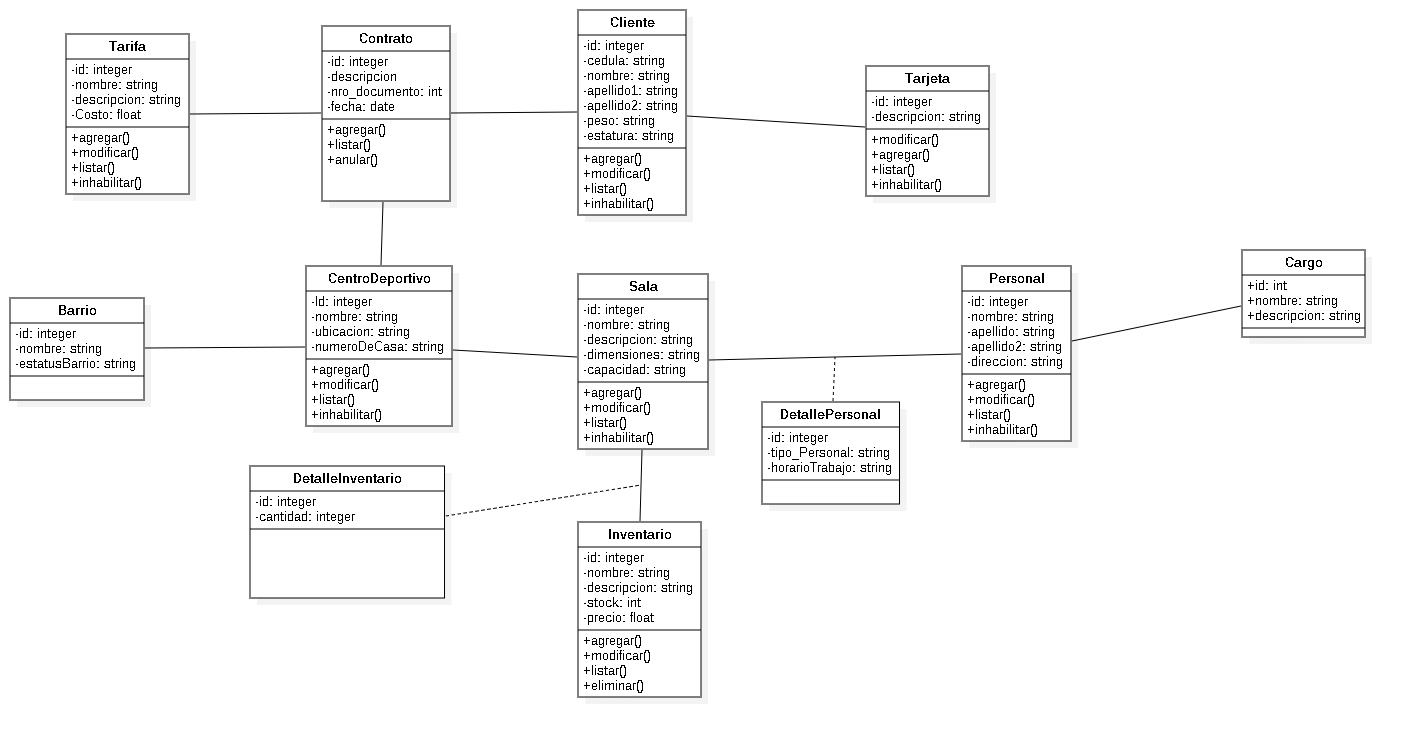 Tarifa
-id: integer
-nombre: string
-descripcion: string
-Costo: float
+agregar()
+modificar()
+listar()
+inhabilitar()
Contrato
-id: integer
-descripcion
-nro_documento: int
-fecha: date
+agregar()
+listar()
+anular()
Cliente
-id: integer
-cedula: string
-nombre: string
-apellido1: string
-apellido2: string
-peso: string
-estatura: string
+agregar()
+modificar()
+listar()
+inhabilitar()
Tarjeta
-id: integer
-descripcion: string
+modificar()
+agregar()
+listar()
+inhabilitar()
Barrio
-id: integer
-nombre: string
-estatusBarrio: string
CentroDeportivo
-Id: integer
-nombre: string
-ubicacion: string
-numeroDeCasa: string
+agregar()
+modificar()
+listar()
+inhabilitar()
Sala
-id: integer
-nombre: string
-descripcion: string
-dimensiones: string
-capacidad: string
+agregar()
+modificar()
+listar()
+inhabilitar()
Personal
-id: integer
-nombre: string
-apellido: string
-apellido2: string
-direccion: string
+agregar()
+modificar()
+listar()
+inhabilitar()
Cargo
+id: int
+nombre: string
+descripcion: string
DetallePersonal
-id: integer
-tipo_Personal: string
-horarioTrabajo: string
DetalleInventario
-id: integer
-cantidad: integer
Inventario
-id: integer
-nombre: string
-descripcion: string
-stock: int
-precio: float
+agregar()
+modificar()
+listar()
+eliminar()